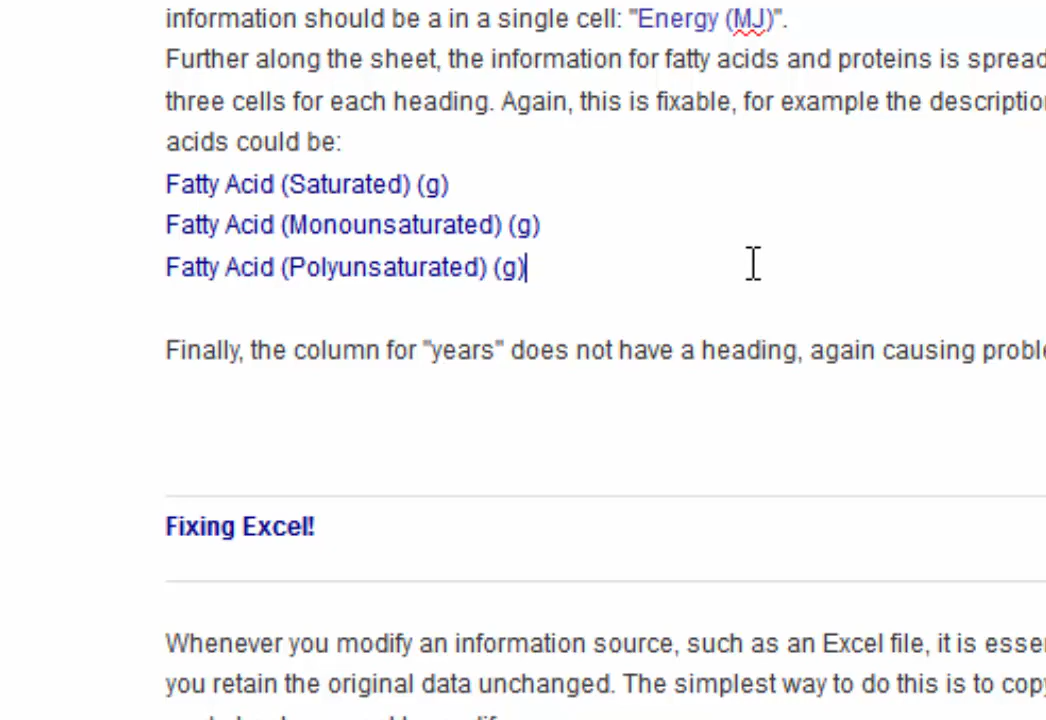 information should be a in a single cell: "Energy (MJ)".
Further along the sheet, the information for fatty acids and proteins is spread
three cells for each heading. Again, this is fixable, for example the
acids could be:
Fatty Acid (Saturated) (g)
Fatty Acid (Monounsaturated) (g)
Fatty Acid (Polyunsaturated) (g)
Finally, the column for "years" does not have a heading, again causing
Fixing Excel!
Whenever you modify an information source, such as an Excel file, it is
you retain the original data unchanged. The simplest way to do this is to copy